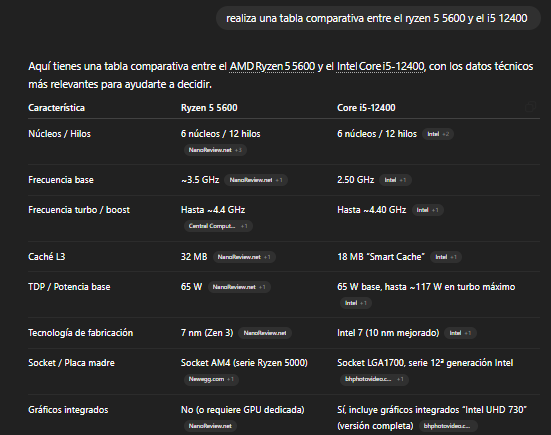 realiza una tabla comparativa entre el ryzen 5 5600 y el i5 12400
Aquí tienes una tabla comparativa entre el AMD Ryzen 5 5600 y el Intel Core i5-12400, con los datos técnicos
más relevantes para ayudarte a decidir.
Característica Ryzen 5 5600 Core i5-12400
Núcleos / Hilos 6 núcleos / 12 hilos 6 núcleos / 12 hilos Intel +2
NanoReview.net +3
Frecuencia base ~3.5 GHz NanoReview.net +1 2.50 GHz Intel +1
Frecuencia turbo / boost Hasta ~4.4 GHz Hasta ~4.40 GHz Intel +1
Central Comput... +1
Caché L3 32 MB NanoReview.net +1 18 MB “Smart Cache” Intel +1
TDP / Potencia base 65 W NanoReview.net +1 65 W base, hasta ~117 W en turbo máximo
Intel +1
Tecnología de fabricación 7 nm (Zen 3) NanoReview.net Intel 7 (10 nm mejorado) Intel +1
Socket / Placa madre Socket AM4 (serie Ryzen 5000) Socket LGA1700, serie 12ª generación Intel
Newegg.com +1 bhphotovideo.c... +1
Gráficos integrados No (o requiere GPU dedicada) Sí, incluye gráficos integrados “Intel UHD 730”
NanoReview.net (versión completa) bhphotovideo.c...